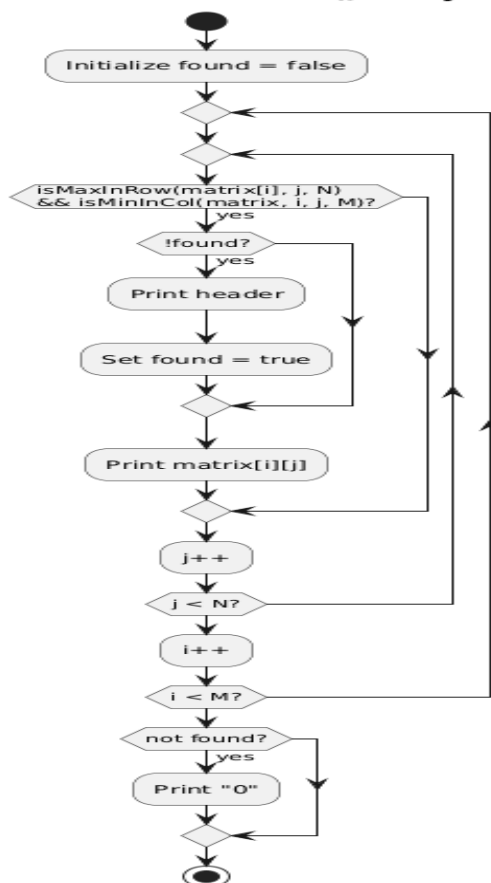 Initialize found = false
isMaxInRow(matrix[i], j, N)
&& isMinInCol(matrix, i, j, M)?
yes
!found?
yes
Print header
Set found = true
Print matrix[i][j]
j++
j < N?
i++
i < M?
not found?
yes
Print "0"